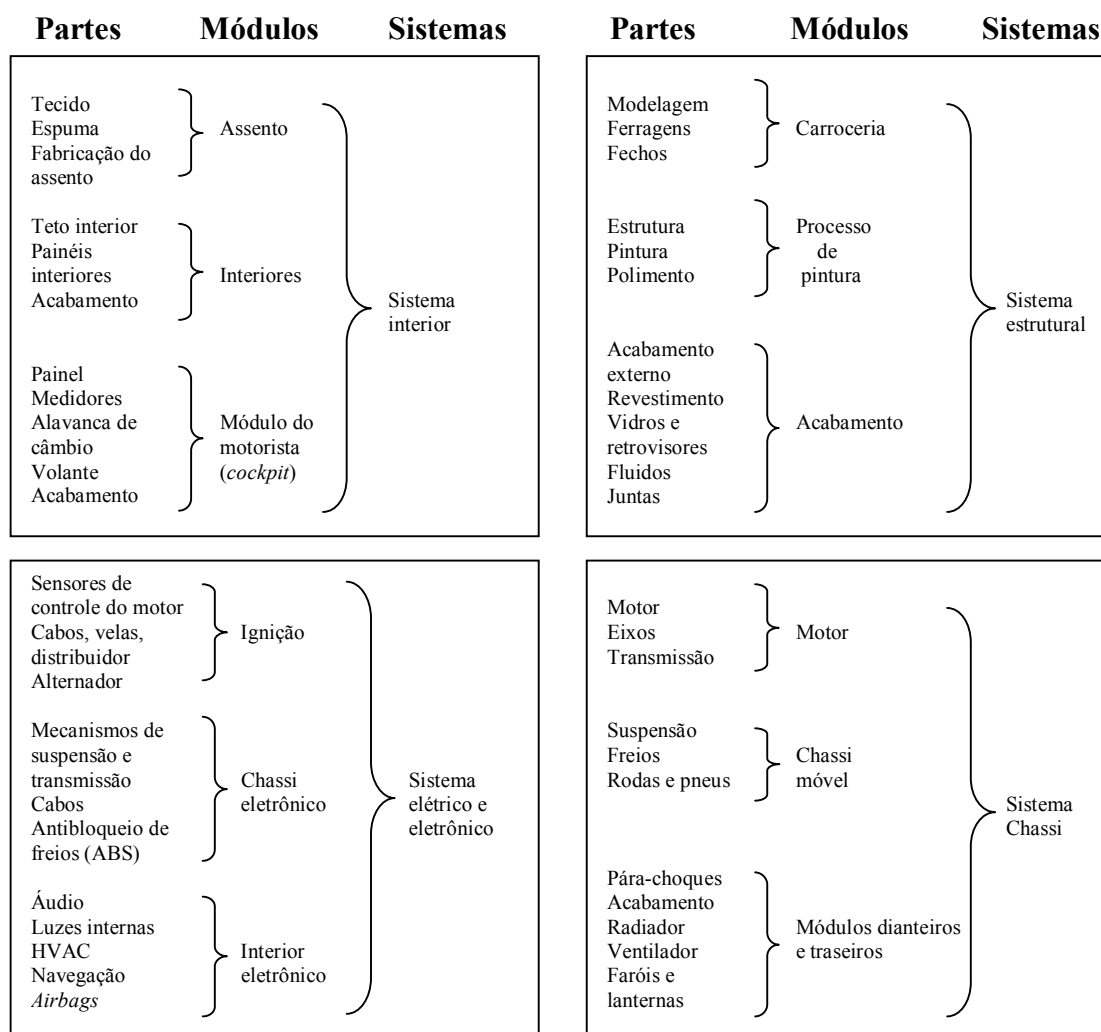 Partes Módulos Sistemas
Tecido
Espuma
Fabricação do
assento
Assento
Teto interior
Painéis
interiores
Acabamento
Interiores
Painel
Medidores
Alavanca de
câmbio
Volante
Acabamento
Módulo do
motorista
(cockpit)
Sistema
interior
Partes Módulos Sistemas
Modelagem
Ferragens
Fechos
Carroceria
Estrutura
Pintura
Polimento
Processo
de
pintura
Acabamento
externo
Revestimento
Vidros e
retrovisores
Fluidos
Juntas
Acabamento
Sistema
estrutural
Sensores de
controle do motor
Cabos, velas,
distribuidor
Alternador
Ignição
Mecanismos de
suspensão e
transmissão
Cabos
Antibloqueio de
freios (ABS)
Chassi
eletrônico
Áudio
Luzes internas
HVAC
Navegação
Airbags
Interior
eletrônico
Sistema
elétrico e
eletrônico
Motor
Eixos
Transmissão
Motor
Suspensão
Freios
Rodas e pneus
Chassi
móvel
Pára-choques
Acabamento
Radiador
Ventilador
Faróis e
lanternas
Módulos dianteiros
e traseiros
Sistema
Chassi